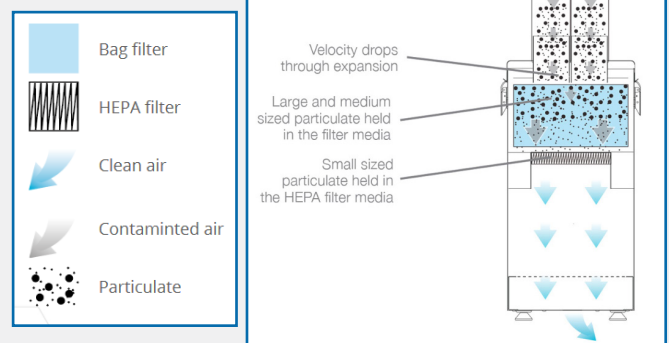 Bag filter
HEPA filter
Clean air
Contaminted air
Particulate
Velocity drops
through expansion
Large and medium
sized particulate held
in the filter media
Small sized
particulate held in
the HEPA filter media